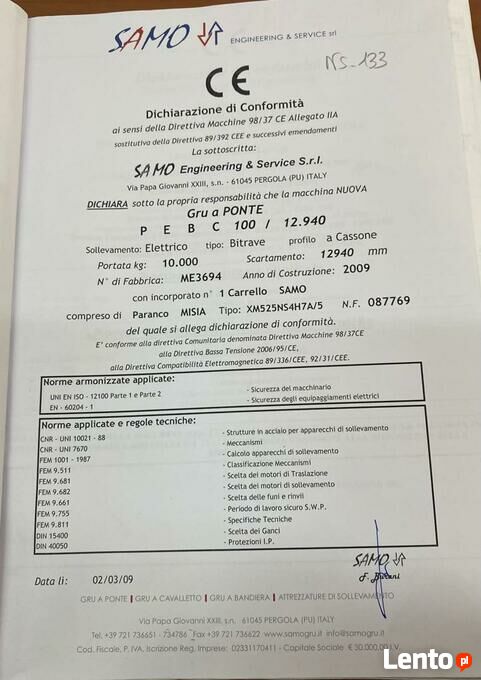 SAMO ENGINEERING & SERVICE srl
NS-133
CE
Dichiarazione di Conformità
ai sensi della Direttiva Macchine 98/37 CE Allegato IIA
sostitutiva della Direttiva 89/392 CEE e successivi emendamenti
La sottoscritta:
SAMO Engineering & Service S.r.l.
Via Papa Giovanni XXIII, s.n. - 61045 PERGOLA (PU) ITALY
DICHIARA sotto la propria responsabilità che la macchina NUOVA
Gru a PONTE
P E B C 100 / 12.940
Sollevamento: Elettrico tipo: Bitrave profilo a Cassone
Portata kg: 10.000 Scartamento: 12940 mm
N° di Fabbrica: ME3694 Anno di Costruzione: 2009
con incorporato n° 1 Carrello SAMO
compreso di Paranco MISIA Tipo: XM525NS4H7A/5 N.F. 087769
del quale si allega dichiarazione di conformità.
E' conforme alla direttiva Comunitaria denominata Direttiva Macchine 98/37CE
alla Direttiva Bassa Tensione 2006/95/CE,
alla Direttiva Compatibilità Elettromagnetica 89/336/CEE, 92/31/CEE.
Norme armonizzate applicate:
UNI EN ISO - 12100 Parte 1 e Parte 2 - Sicurezza del macchinario
EN - 60204 - 1 - Sicurezza degli equipaggiamenti elettrici
Norme applicate e regole tecniche:
CNR - UNI 10021 - 88 - Strutture in acciaio per apparecchi di sollevamento
CNR - UNI 7670 - Meccanismi
FEM 1001 - 1987 - Calcolo apparecchi di sollevamento
FEM 9.511 - Classificazione Meccanismi
FEM 9.681 - Scelta dei motori di Traslazione
FEM 9.682 - Scelta dei motori di sollevamento
FEM 9.661 - Scelta delle funi e rinvii
FEM 9.755 - Periodo di lavoro sicuro S.W.P.
FEM 9.811 - Specifiche Tecniche
DIN 15400 - Scelta dei Ganci
DIN 40050 - Protezioni I.P.
SAMO
Data lì: 02/03/09
GRU A PONTE | GRU A CAVALLETTO | GRU A BANDIERA | ATTREZZATURE DI SOLLEVAMENTO
Via Papa Giovanni XXIII, s.n. - 61045 PERGOLA (PU) ITALY
Tel. +39 721 736651 - 734786 Fax +39 721 736622 www.samogru.it info@samogru.it
Cod. Fiscale, P. IVA, Iscrizione Reg. Imprese: 02331170411 - Capitale Sociale € 30.000,00 I.V.
Lento.pl